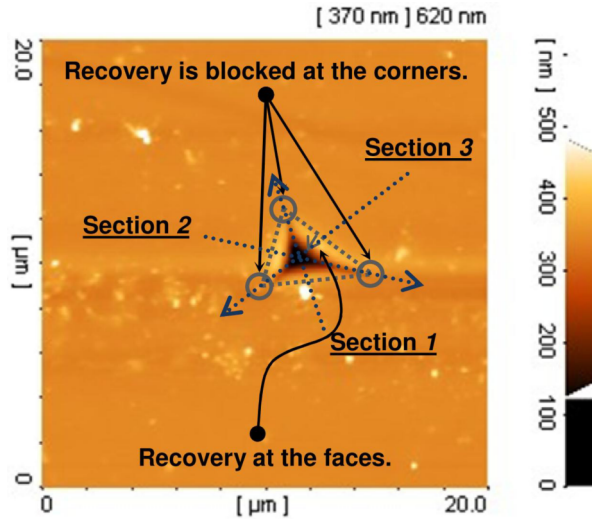 [ 370 nm ] 620 nm
20.0
[ nm ]
Recovery is blocked at the corners.
500
Section 3
400
Section 2
[ µm ]
300
200
Section 1
100
Recovery at the faces.
0
0
0
[ µm ]
20.0